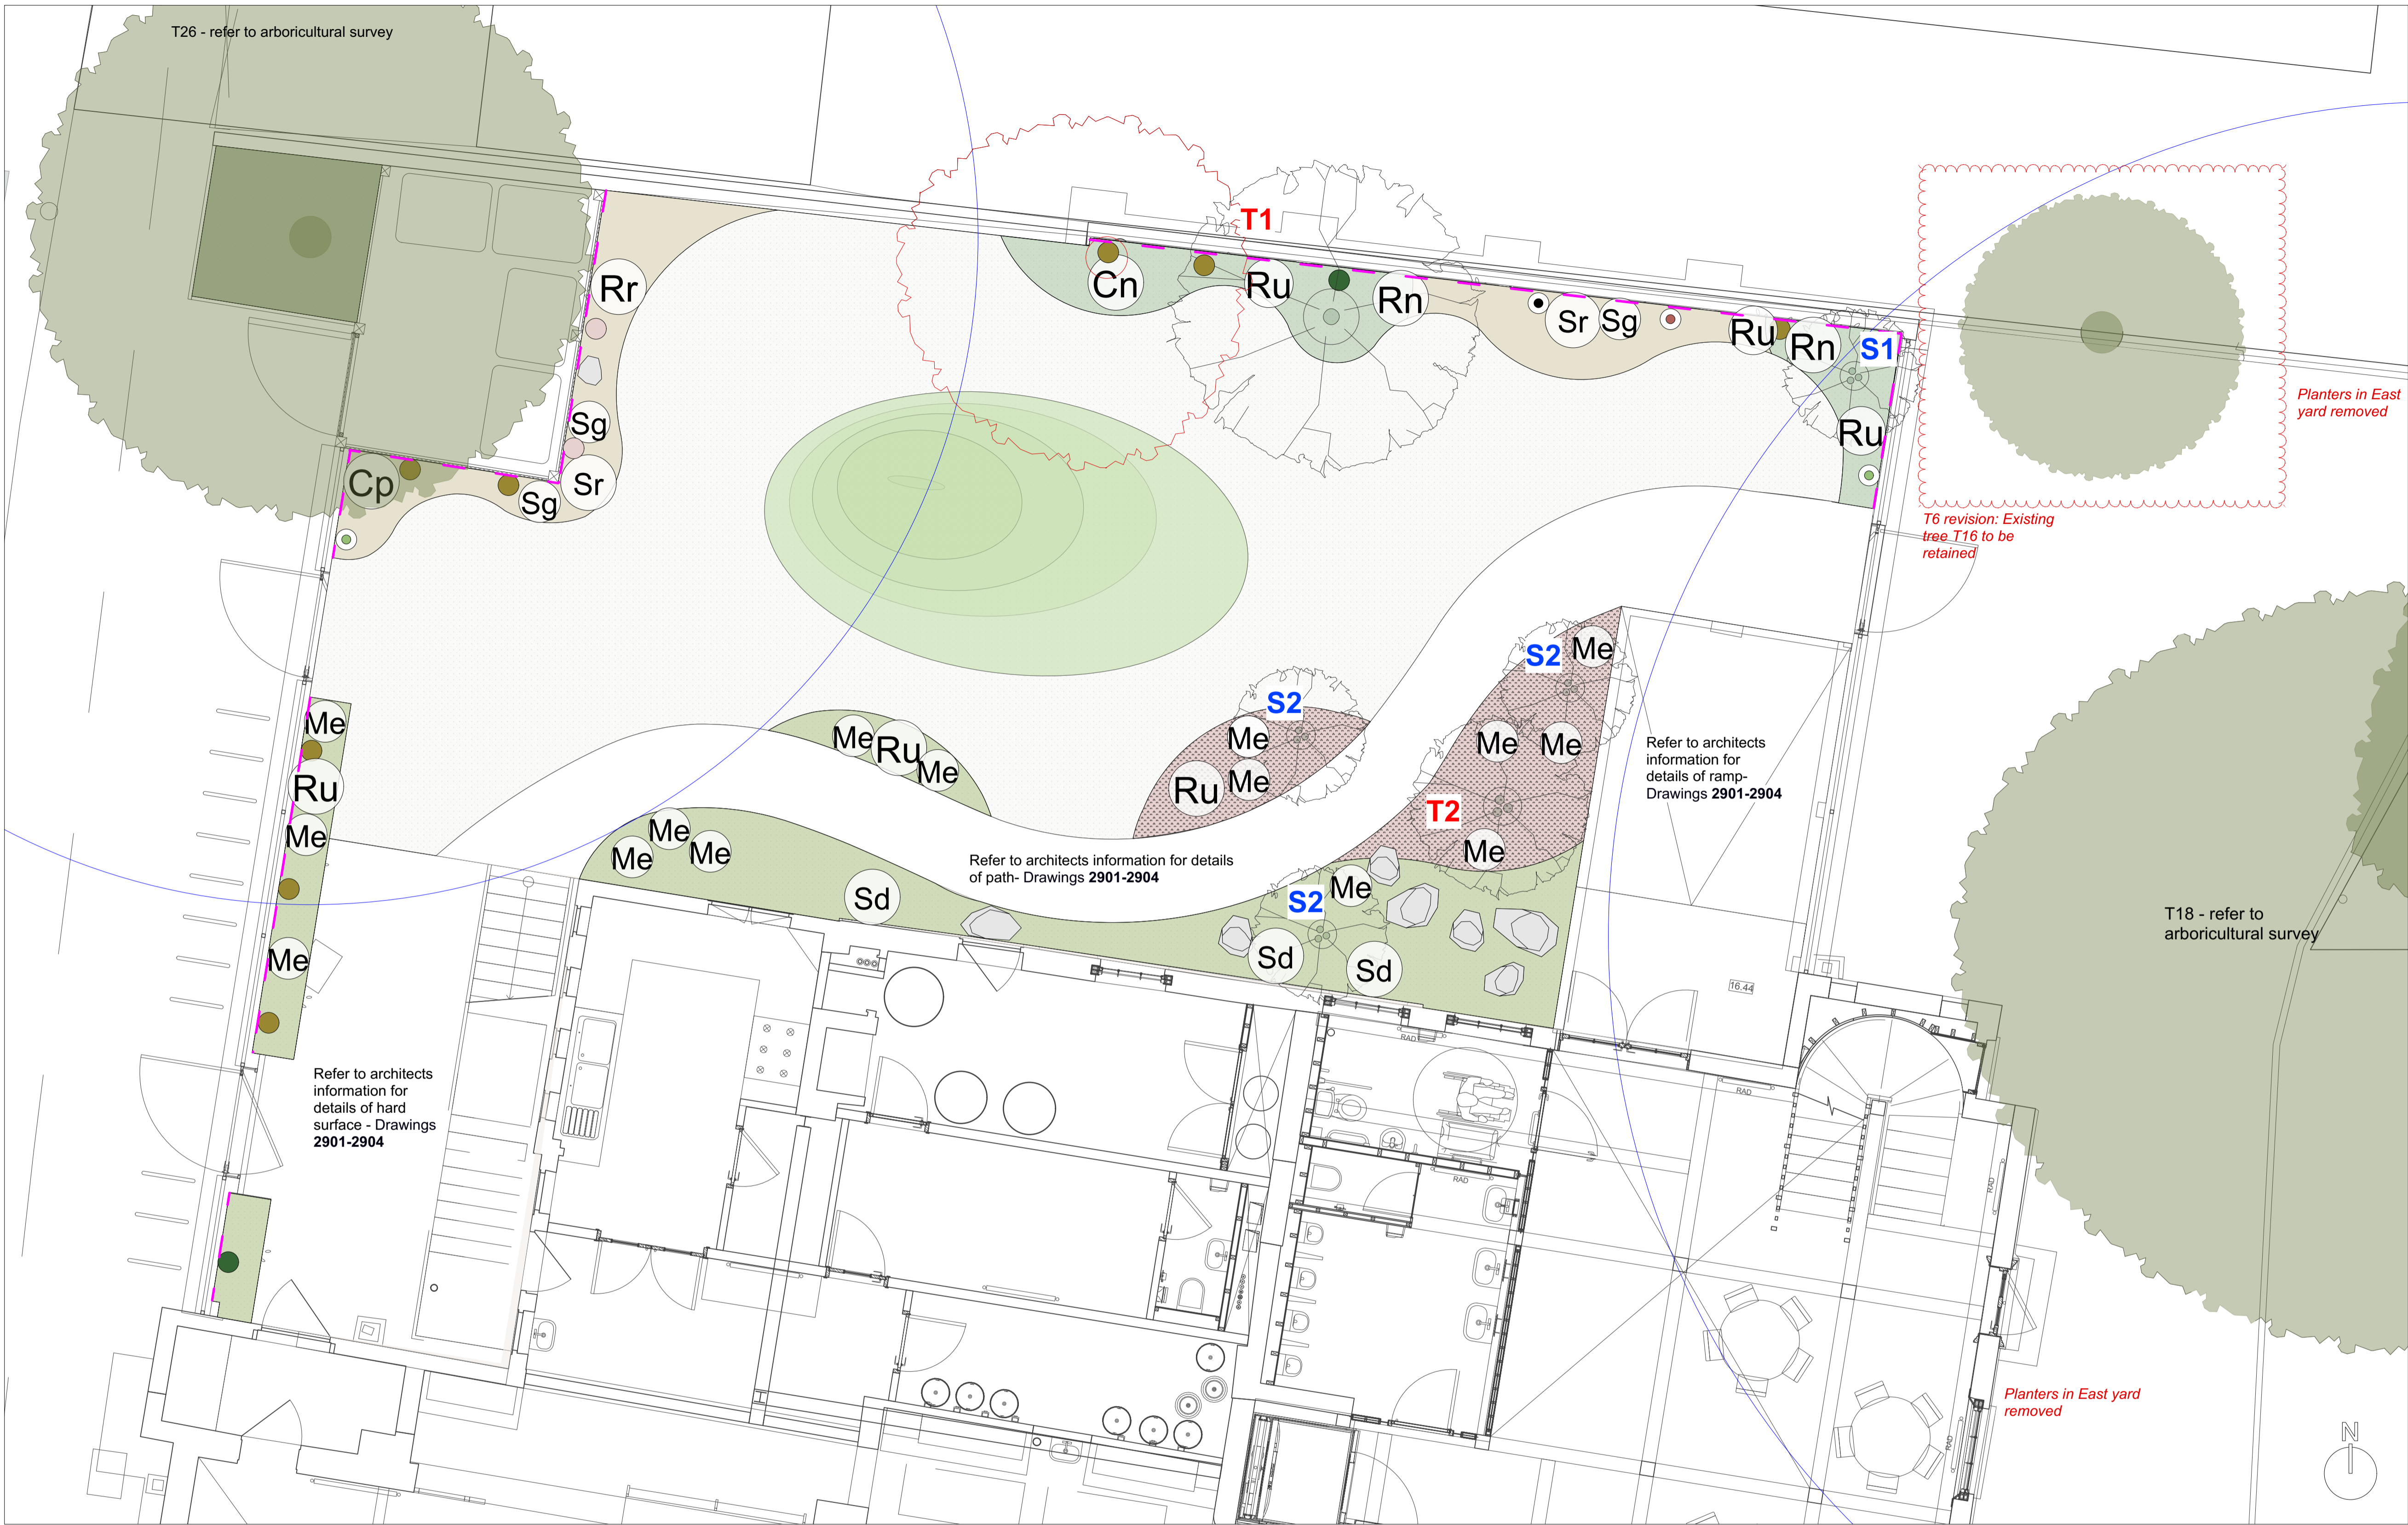 T26 - refer to arboricultural survey
T1
Rr
Cn
Ru
Rn
Sr
Sg
Ru
Rn
S1
Planters in East
yard removed
Sg
Ru
Cp
Sg
Sr
T6 revision: Existing
tree T16 to be
retained
S2
Me
S2
Me
Me
Ru
Me
Me
Me
Me
Refer to architects
information for
details of ramp-
Drawings 2901-2904
Ru
Ru
Me
T2
Me
Me
Me
Me
Me
Refer to architects information for details
of path- Drawings 2901-2904
Sd
S2
Me
T18 - refer to
arboricultural survey
Me
Sd
Sd
16.44
RAD
RAD
Refer to architects
information for
details of hard
surface - Drawings
2901-2904
RAD
RAD
Planters in East yard
removed
RAD
N